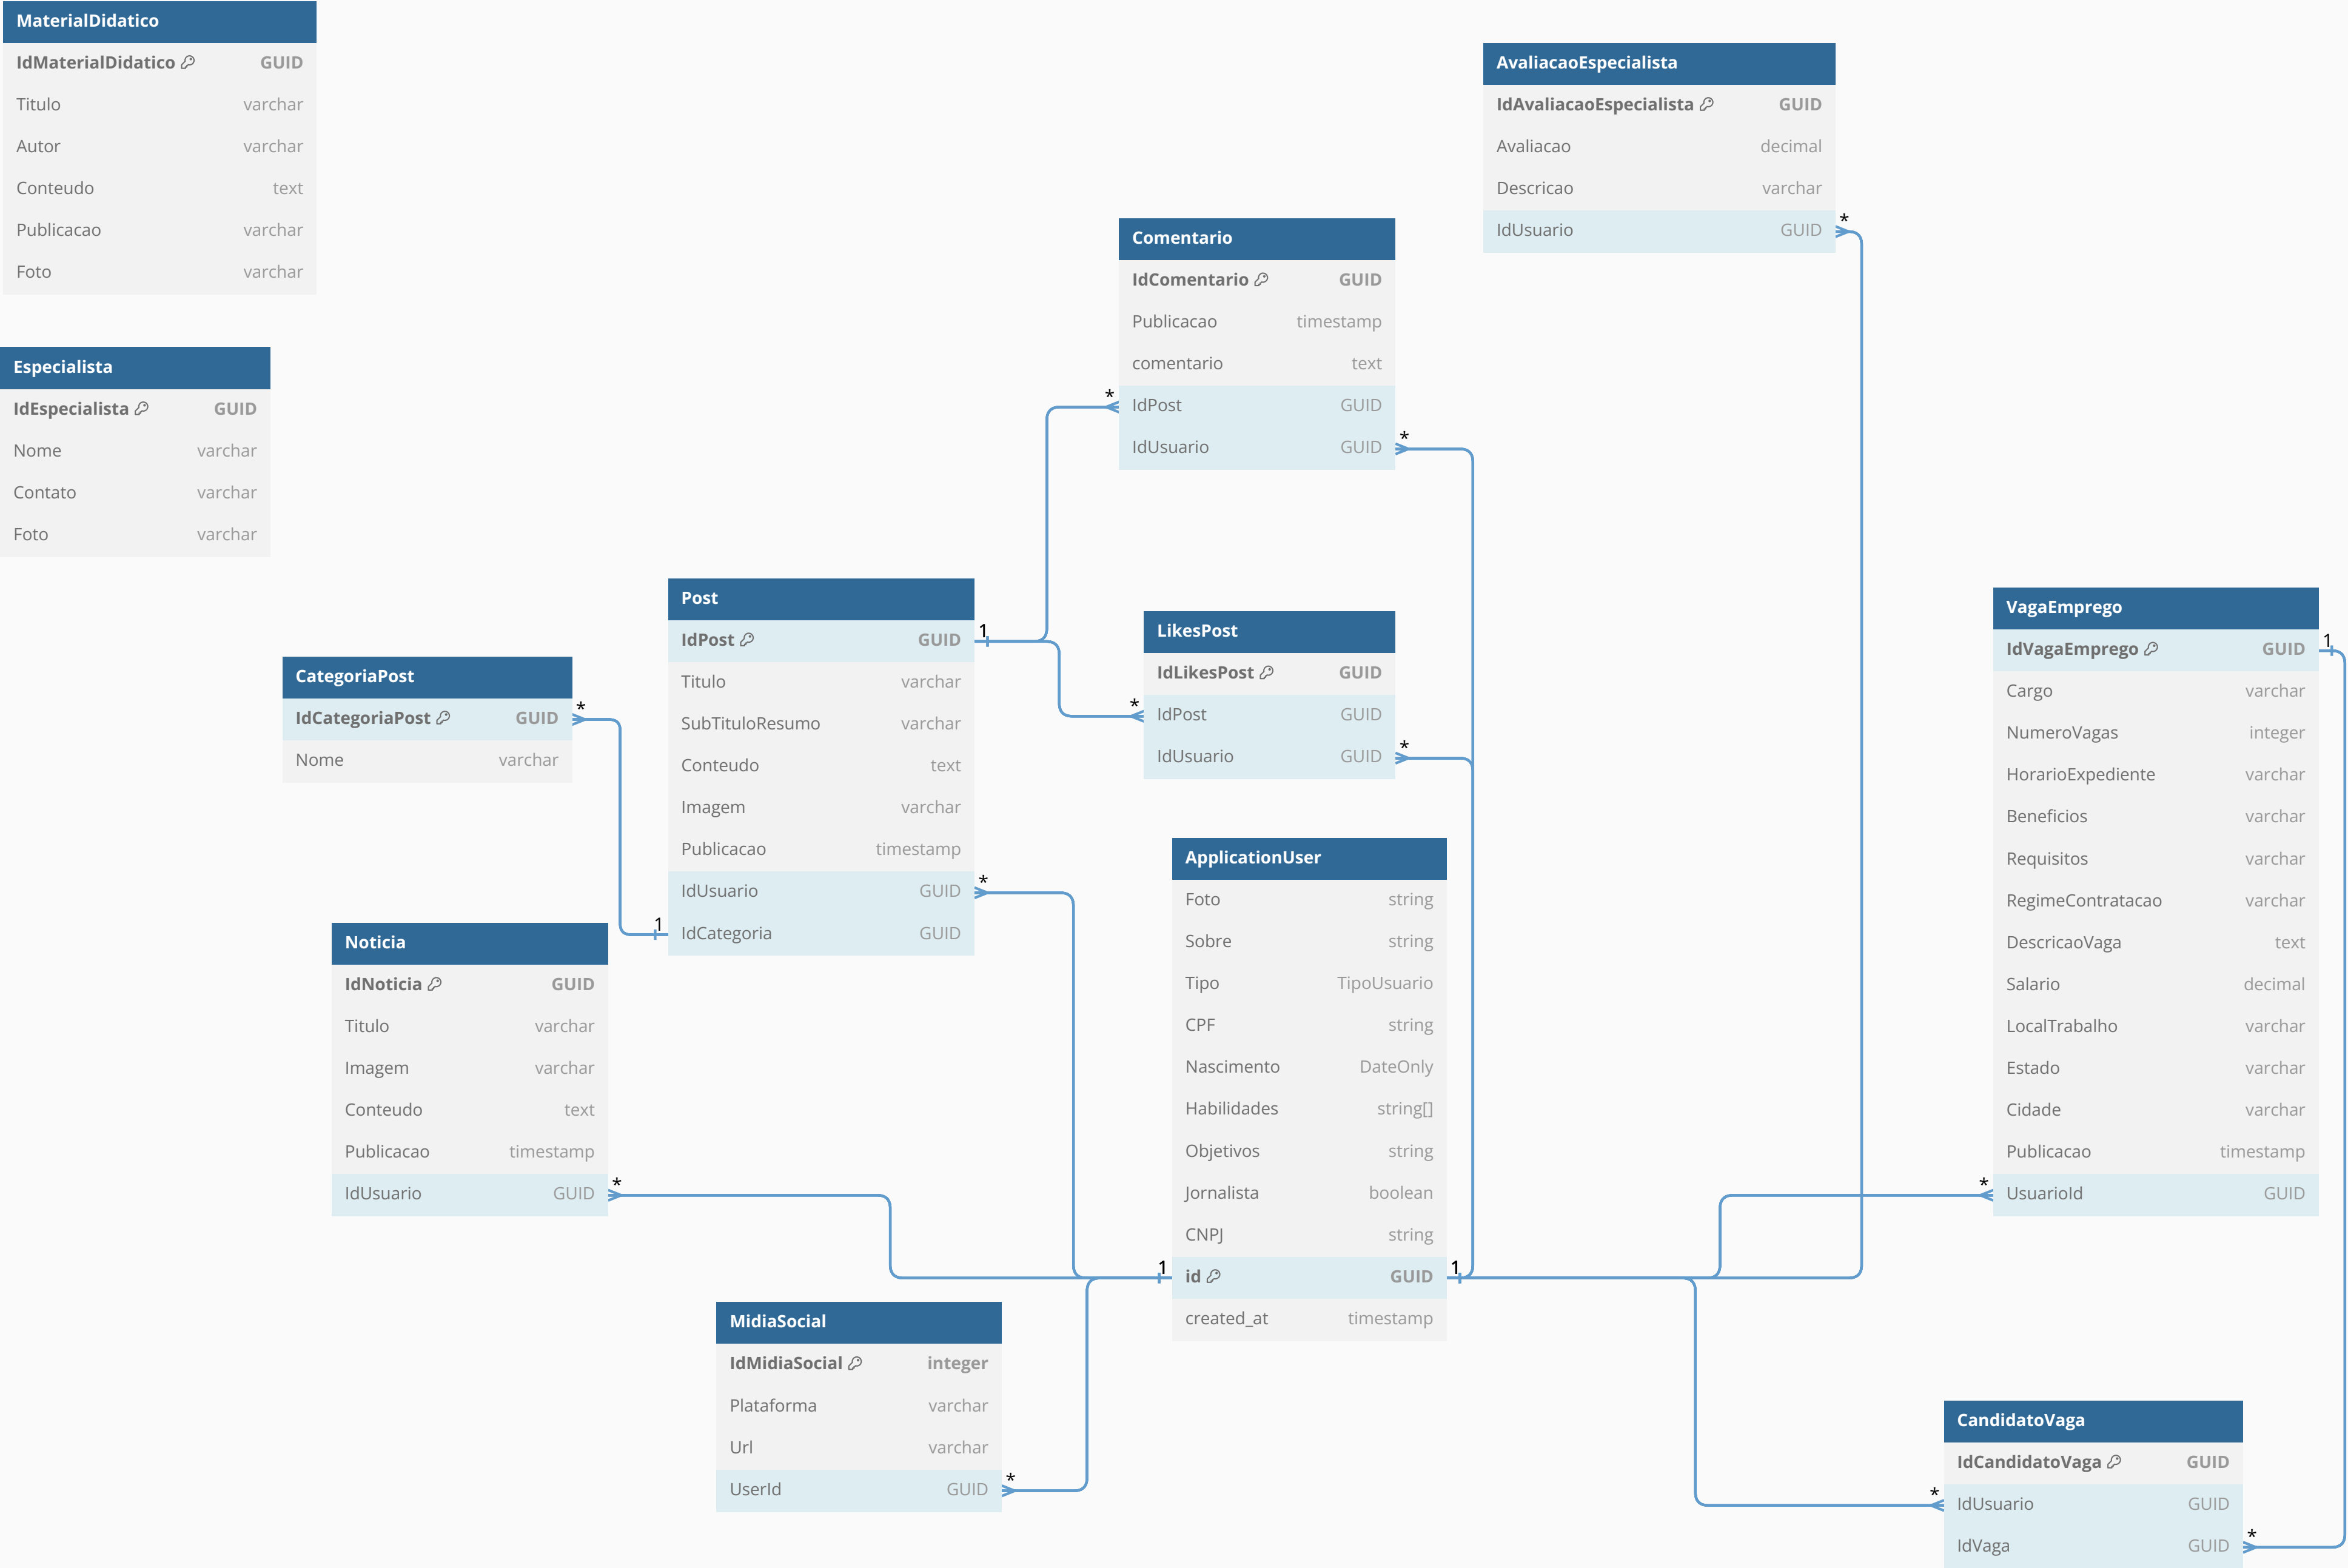 MaterialDidatico
IdMaterialDidatico GUID
Titulo varchar
Autor varchar
Conteudo text
Publicacao varchar
Foto varchar
Especialista
IdEspecialista GUID
Nome varchar
Contato varchar
Foto varchar
AvaliacaoEspecialista
IdAvaliacaoEspecialista GUID
Avaliacao decimal
Descricao varchar
IdUsuario GUID
*
Comentario
IdComentario GUID
Publicacao timestamp
comentario text
* IdPost GUID
IdUsuario GUID *
Post
IdPost GUID 1
Titulo varchar
SubTituloResumo varchar
Conteudo text
Imagem varchar
Publicacao timestamp
IdUsuario GUID *
1 IdCategoria GUID
LikesPost
IdLikesPost GUID
* IdPost GUID
IdUsuario GUID *
CategoriaPost
IdCategoriaPost GUID *
Nome varchar
Noticia
IdNoticia GUID
Titulo varchar
Imagem varchar
Conteudo text
Publicacao timestamp
IdUsuario GUID *
ApplicationUser
Foto string
Sobre string
Tipo TipoUsuario
CPF string
Nascimento DateOnly
Habilidades string[]
Objetivos string
Jornalista boolean
CNPJ string
1 id GUID 1
created_at timestamp
MidiaSocial
IdMidiaSocial integer
Plataforma varchar
Url varchar
UserId GUID *
VagaEmprego
IdVagaEmprego GUID 1
Cargo varchar
NumeroVagas integer
HorarioExpediente varchar
Beneficios varchar
Requisitos varchar
RegimeContratacao varchar
DescricaoVaga text
Salario decimal
LocalTrabalho varchar
Estado varchar
Cidade varchar
Publicacao timestamp
* UsuarioId GUID
CandidatoVaga
IdCandidatoVaga GUID
* IdUsuario GUID
IdVaga GUID *